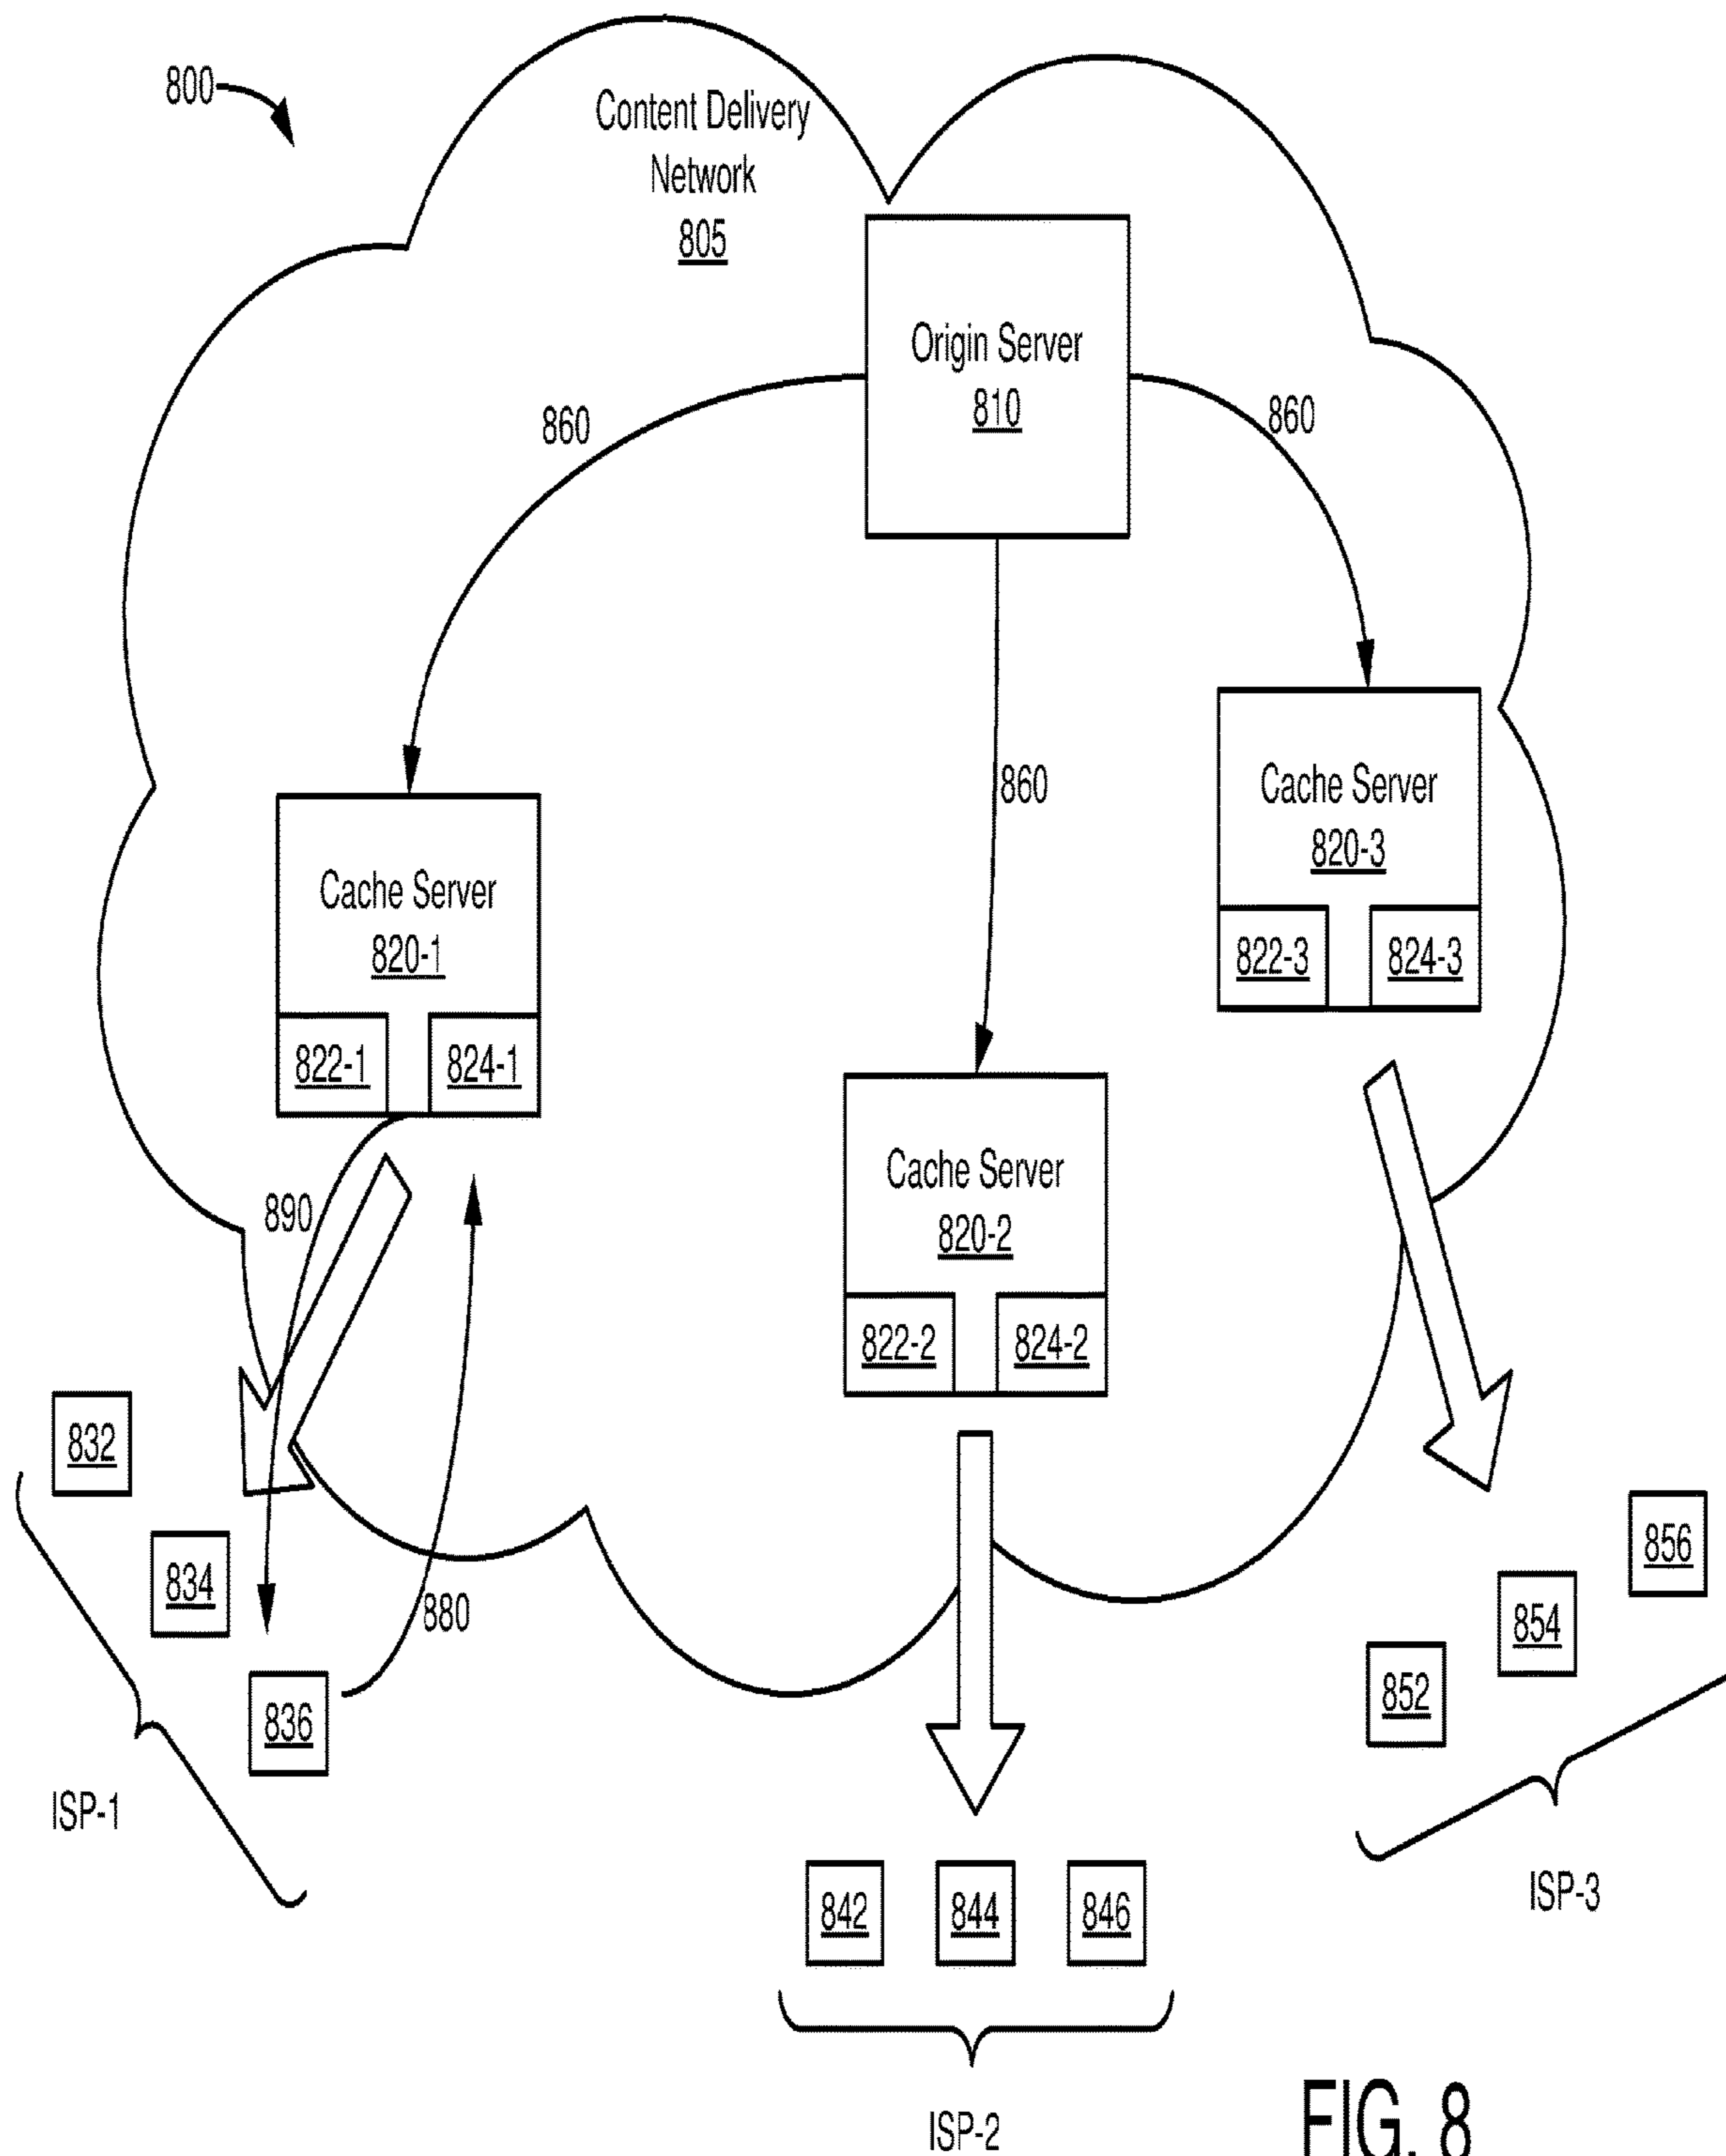 800
Content Delivery
Network
805
Origin Server
810
860
860
860
Cache Server
820-3
822-3
824-3
Cache Server
820-1
822-1
824-1
Cache Server
820-2
822-2
824-2
890
880
832
834
836
ISP-1
842
844
846
ISP-2
856
854
852
ISP-3
FIG. 8